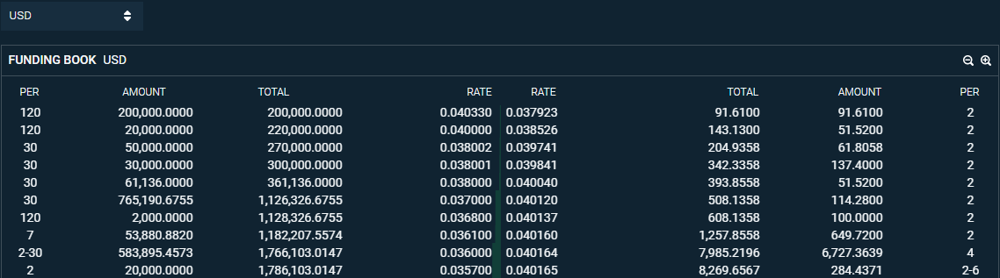 USD
FUNDING BOOK USD
PER AMOUNT TOTAL RATE RATE TOTAL AMOUNT PER
120 200,000.0000 200,000.0000 0.040330 0.037923 91.6100 91.6100 2
120 20,000.0000 220,000.0000 0.040000 0.038526 143.1300 51.5200 2
30 50,000.0000 270,000.0000 0.038002 0.039741 204.9358 61.8058 2
30 30,000.0000 300,000.0000 0.038001 0.039841 342.3358 137.4000 2
30 61,136.0000 361,136.0000 0.038000 0.040040 393.8558 51.5200 2
30 765,190.6755 1,126,326.6755 0.037000 0.040120 508.1358 114.2800 2
120 2,000.0000 1,128,326.6755 0.036800 0.040137 608.1358 100.0000 2
7 53,880.8820 1,182,207.5574 0.036100 0.040160 1,257.8558 649.7200 2
2-30 583,895.4573 1,766,103.0147 0.036000 0.040164 7,985.2196 6,727.3639 4
2 20,000.0000 1,786,103.0147 0.035700 0.040165 8,269.6567 284.4371 2-6